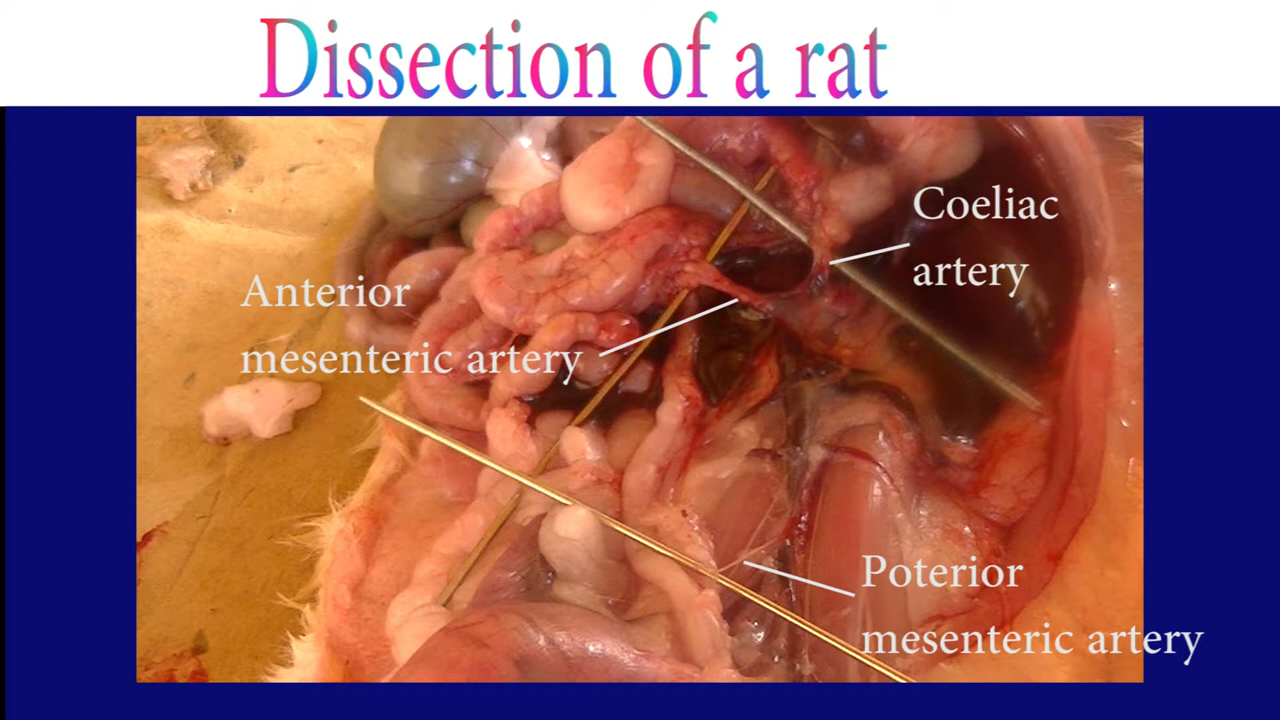 Dissection of a rat
Coeliac
artery
Anterior
mesenteric artery
Poterior
mesenteric artery